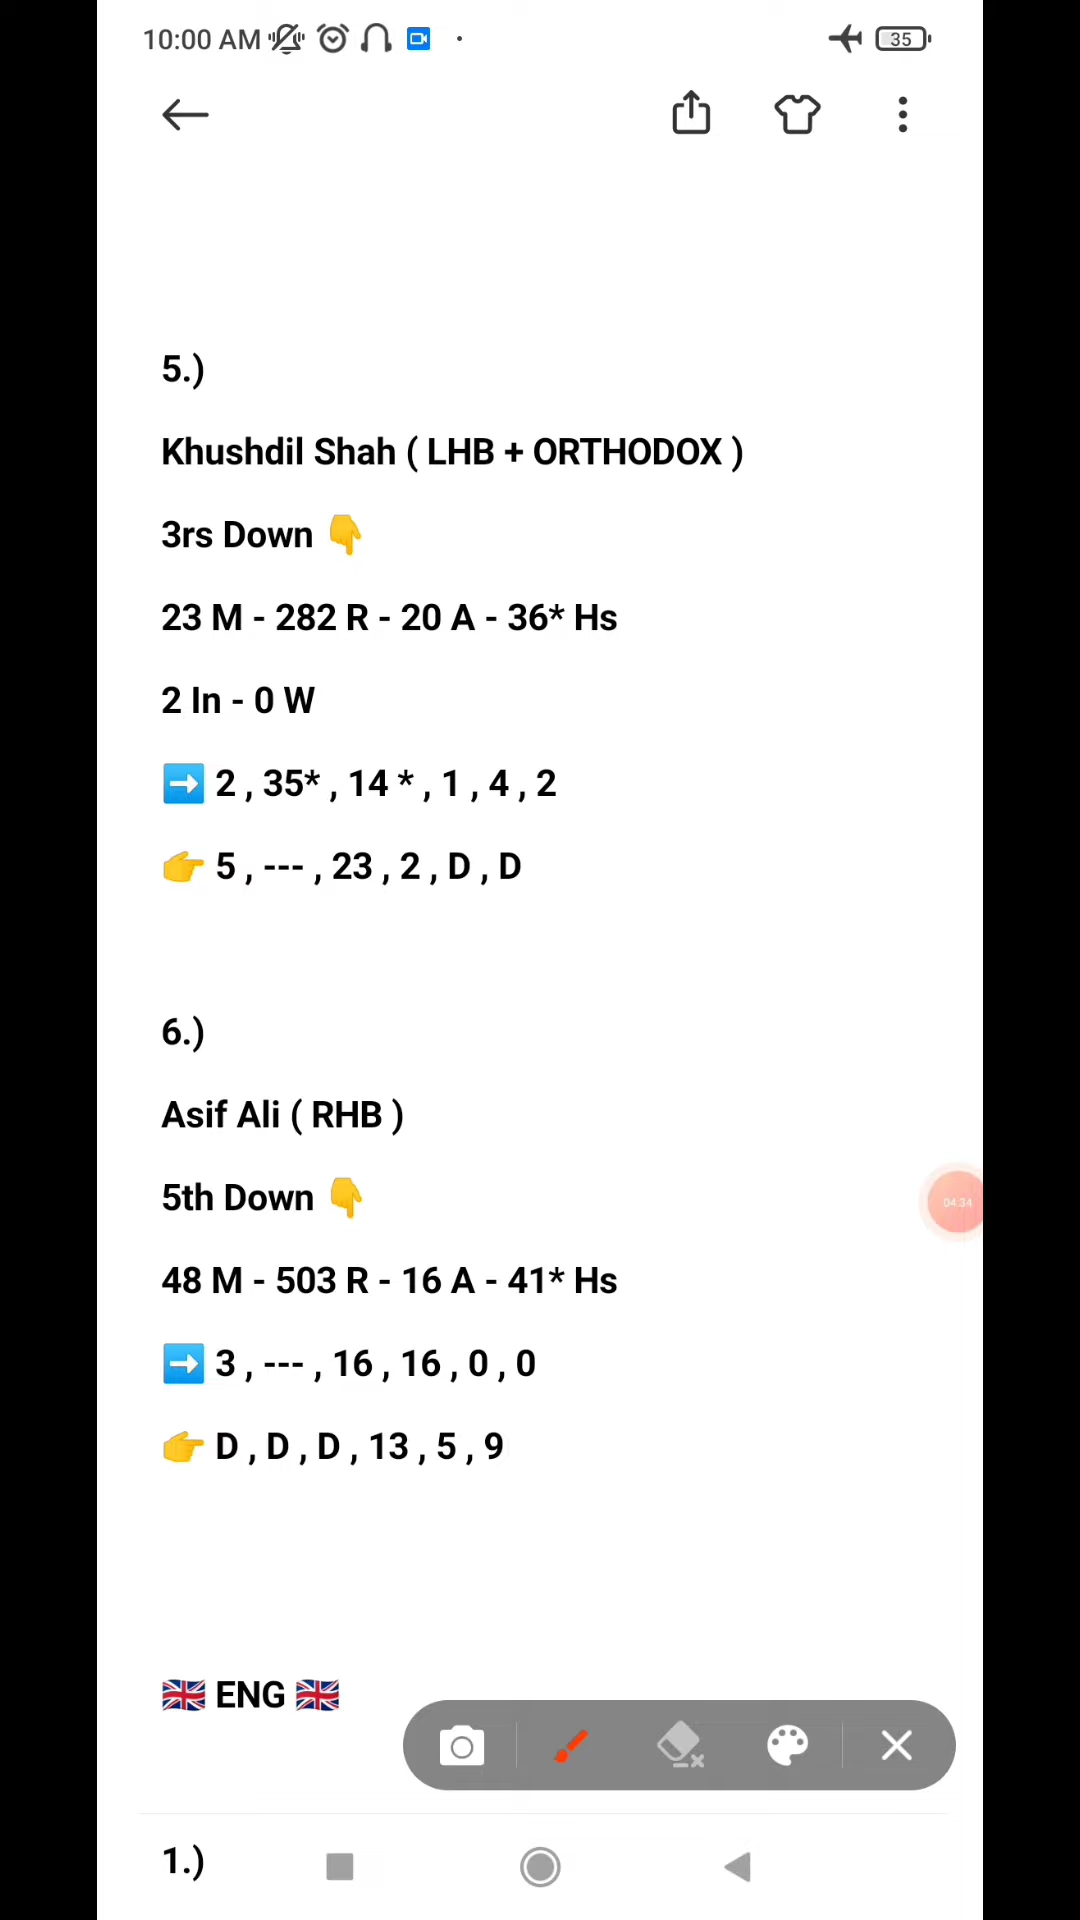 10:00 AM
35
5.)
Khushdil Shah ( LHB + ORTHODOX )
3rs Down 👇
23 M - 282 R - 20 A - 36* Hs
2 In - 0 W
➡️ 2 , 35* , 14 * , 1 , 4 , 2
👉 5 , --- , 23 , 2 , D , D
6.)
Asif Ali ( RHB )
5th Down 👇
04:34
48 M - 503 R - 16 A - 41* Hs
➡️ 3 , --- , 16 , 16 , 0 , 0
👉 D , D , D , 13 , 5 , 9
🇬🇧 ENG 🇬🇧
1.)